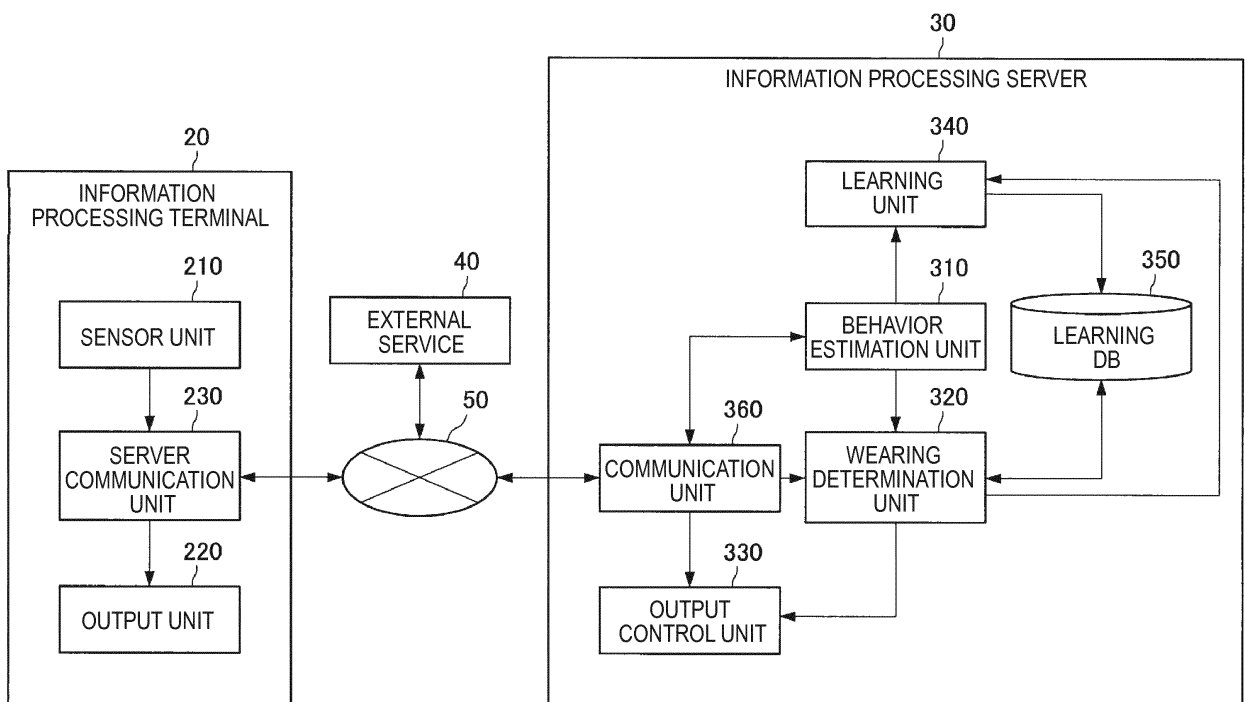 30
INFORMATION PROCESSING SERVER
20
INFORMATION
PROCESSING TERMINAL
340
LEARNING
UNIT
210
SENSOR UNIT
40
EXTERNAL
SERVICE
310
BEHAVIOR
ESTIMATION UNIT
350
LEARNING
DB
230
SERVER
COMMUNICATION
UNIT
50
360
COMMUNICATION
UNIT
320
WEARING
DETERMINATION
UNIT
220
OUTPUT UNIT
330
OUTPUT
CONTROL UNIT